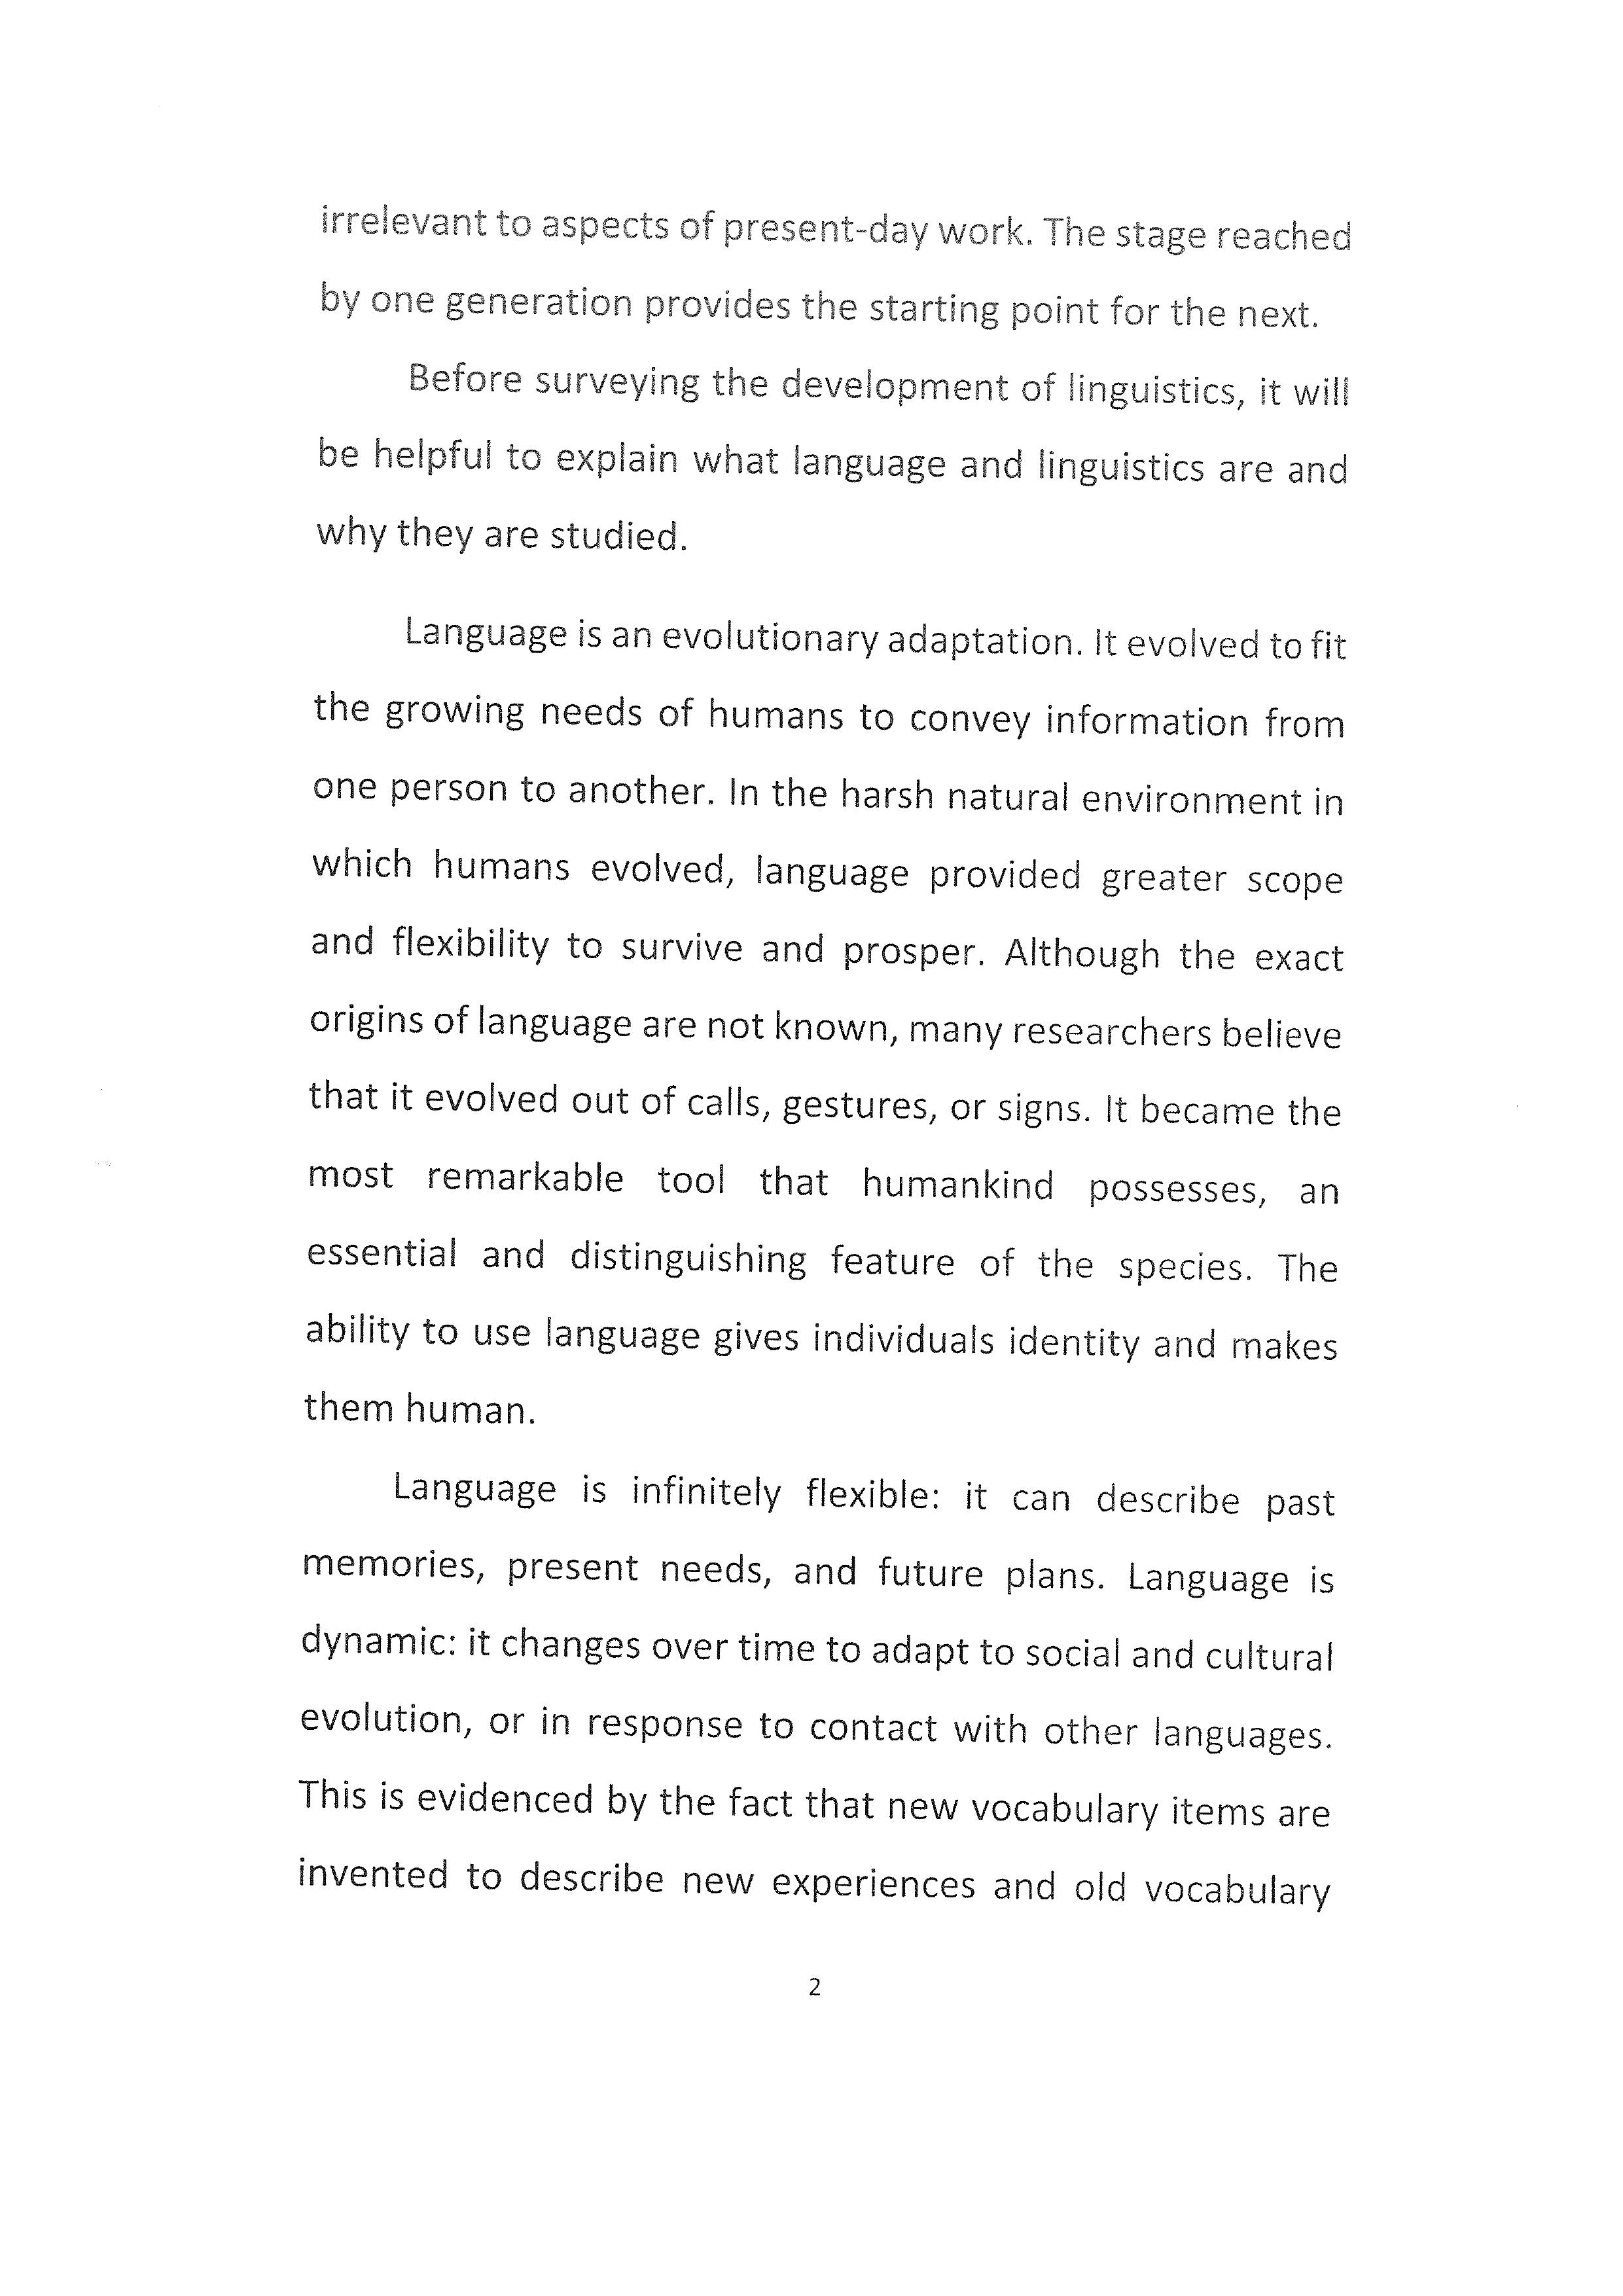 irrelevant to aspects of present-day work. The stage reached
by one generation provides the starting point for the next.
Before surveying the development of linguistics, it will
be helpful to explain what language and linguistics are and
why they are studied.
Language is an evolutionary adaptation. It evolved to fit
the growing needs of humans to convey information from
one person to another. In the harsh natural environment in
which humans evolved, language provided greater scope
and flexibility to survive and prosper. Although the exact
origins of language are not known, many researchers believe
that it evolved out of calls, gestures, or signs. It became the
most remarkable tool that humankind possesses, an
essential and distinguishing feature of the species. The
ability to use language gives individuals identity and makes
them human.
Language is infinitely flexible: it can describe past
memories, present needs, and future plans. Language is
dynamic: it changes over time to adapt to social and cultural
evolution, or in response to contact with other languages.
This is evidenced by the fact that new vocabulary items are
invented to describe new experiences and old vocabulary
2